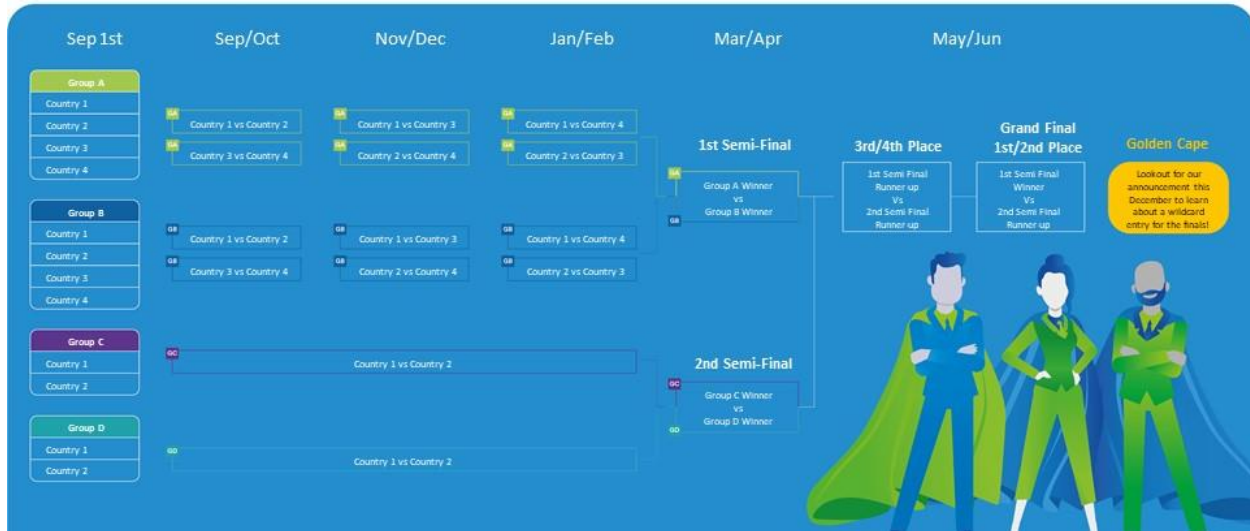 Sep 1st
Sep/Oct
Nov/Dec
Jan/Feb
Mar/Apr
May/Jun
Group A
Country 1
Country 2
Country 3
Country 4
GA
Country 1 vs Country 2
GA
Country 1 vs Country 3
GA
Country 1 vs Country 4
GA
Country 3 vs Country 4
GA
Country 2 vs Country 4
GA
Country 2 vs Country 3
Group B
Country 1
Country 2
Country 3
Country 4
GB
Country 1 vs Country 2
GB
Country 1 vs Country 3
GB
Country 1 vs Country 4
GB
Country 3 vs Country 4
GB
Country 2 vs Country 4
GB
Country 2 vs Country 3
1st Semi-Final
GA
Group A Winner
vs
Group B Winner
GB
3rd/4th Place
1st Semi Final
Runner up
Vs
2nd Semi Final
Runner up
Grand Final
1st/2nd Place
1st Semi Final
Winner
Vs
2nd Semi Final
Runner up
Golden Cape
Lookout for our
announcement this
December to learn
about a wildcard
entry for the finals!
Group C
Country 1
Country 2
GC
Country 1 vs Country 2
2nd Semi-Final
GC
Group C Winner
vs
Group D Winner
GD
Group D
Country 1
Country 2
GD
Country 1 vs Country 2